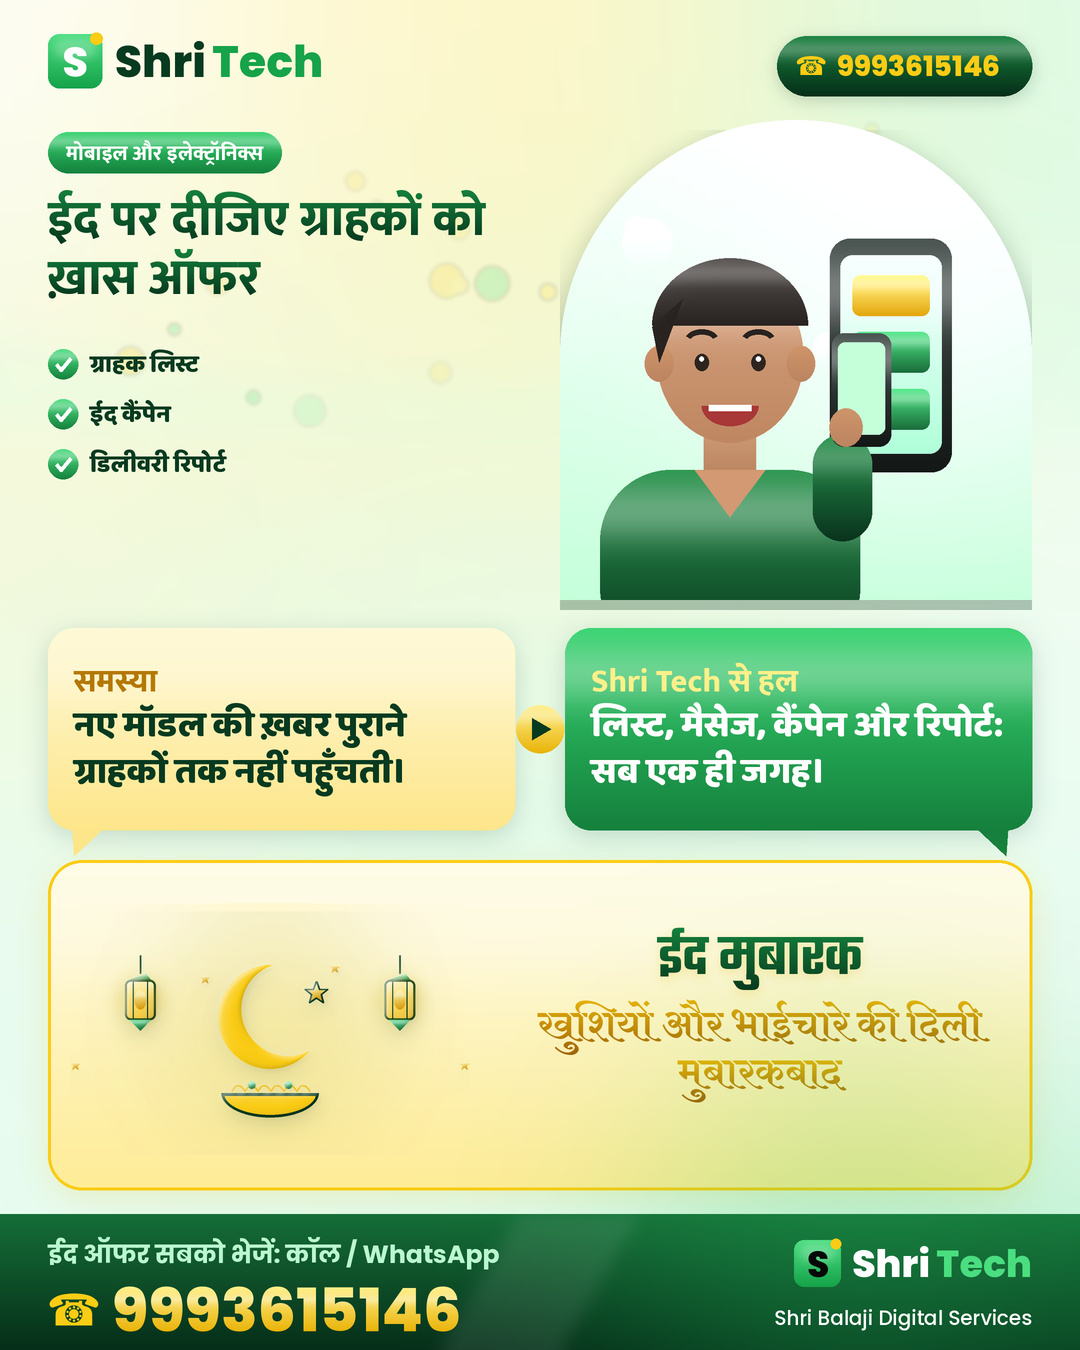 S Shri Tech
☎ 9993615146
मोबाइल और इलेक्ट्रॉनिक्स
ईद पर दीजिए ग्राहकों को
ख़ास ऑफर
ग्राहक लिस्ट
ईद कैंपेन
डिलीवरी रिपोर्ट
समस्या
नए मॉडल की ख़बर पुराने
ग्राहकों तक नहीं पहुँचती।
Shri Tech से हल
लिस्ट, मैसेज, कैंपेन और रिपोर्ट:
सब एक ही जगह।
ईद मुबारक
खुशियों और भाईचारे की दिली
मुबारकबाद
ईद ऑफर सबको भेजें: कॉल / WhatsApp
☎ 9993615146
S Shri Tech
Shri Balaji Digital Services